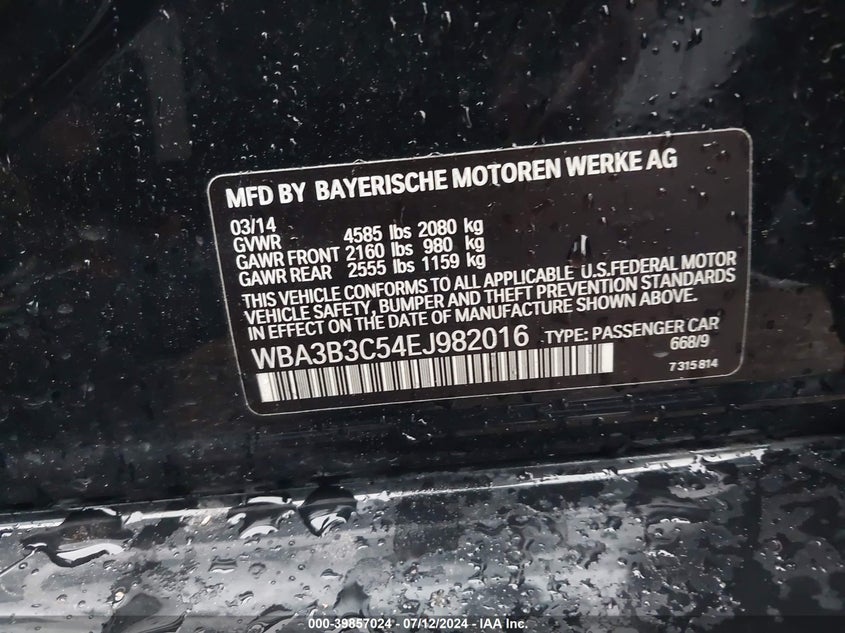 MFD BY BAYERISCHE MOTOREN WERKE AG
03/14
GVWR 4585 lbs 2080 kg
GAWR FRONT 2160 lbs 980 kg
GAWR REAR 2555 lbs 1159 kg
THIS VEHICLE CONFORMS TO ALL APPLICABLE U.S.FEDERAL MOTOR
VEHICLE SAFETY, BUMPER AND THEFT PREVENTION STANDARDS
IN EFFECT ON THE DATE OF MANUFACTURE SHOWN ABOVE.
WBA3B3C54EJ982016 TYPE: PASSENGER CAR
668/9
7315814
000-39857024 - 07/12/2024 - IAA Inc.